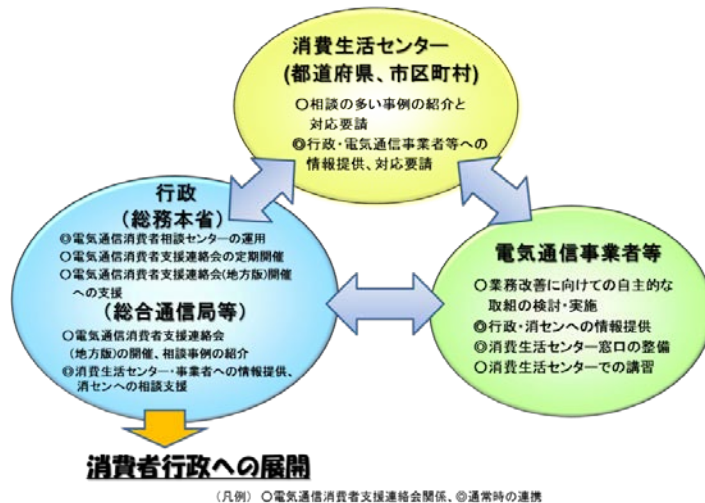 消費生活センター
(都道府県、市区町村)
〇相談の多い事例の紹介と
対応要請
◎行政・電気通信事業者等への
情報提供、対応要請
行政
(総務本省)
◎電気通信消費者相談センターの運用
〇電気通信消費者支援連絡会の定期開催
〇電気通信消費者支援連絡会(地方版)開催
への支援
(総合通信局等)
〇電気通信消費者支援連絡会
(地方版)の開催、相談事例の紹介
◎消費生活センター・事業者への情報提供、
消センへの相談支援
電気通信事業者等
〇業務改善に向けての自主的な
取組の検討・実施
◎行政・消センへの情報提供
◎消費生活センター窓口の整備
〇消費生活センターでの講習
消費者行政への展開
(凡例) 〇電気通信消費者支援連絡会関係、◎通常時の連携